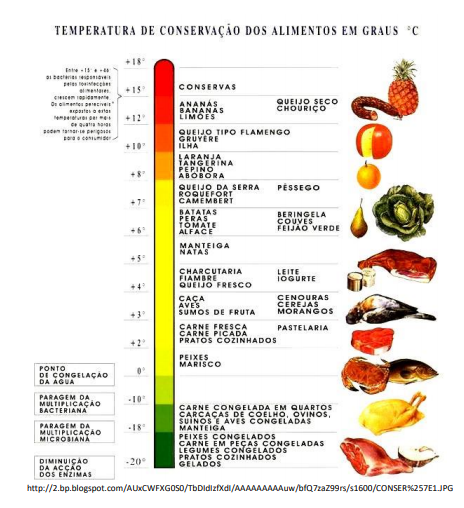 TEMPERATURA DE CONSERVAÇÃO DOS ALIMENTOS EM GRAUS °C
Entre +15° e +46°
as bactérias responsáveis
pelas toxinfecções
alimentares,
crescem rapidamente.
Os alimentos perecíveis
expostos a estas
temperaturas por mais
de quatro horas
podem tornar-se perigosos
para o consumidor
+18°
+15°
CONSERVAS
+12°
ANANÁS
BANANAS
LIMÕES
QUEIJO SECO
CHOURIÇO
+10°
QUEIJO TIPO FLAMENGO
GRUYÈRE
ILHA
+8°
LARANJA
TANGERINA
PEPINO
ABOBORA
+7°
QUEIJO DA SERRA
ROQUEFORT
CAMEMBERT
PÊSSEGO
+6°
BATATAS
PERAS
TOMATE
ALFACE
BERINGELA
COUVES
FEIJÃO VERDE
+5°
MANTEIGA
NATAS
+4°
CHARCUTARIA
FIAMBRE
QUEIJO FRESCO
LEITE
IOGURTE
+3°
CAÇA
AVES
SUMOS DE FRUTA
CENOURAS
CEREJAS
MORANGOS
+2°
CARNE FRESCA
CARNE PICADA
PRATOS COZINHADOS
PASTELARIA
0°
PEIXES
MARISCO
PONTO
DE CONGELAÇÃO
DA ÁGUA
-10°
PARAGEM DA
MULTIPLICAÇÃO
BACTERIANA
-18°
CARNE CONGELADA EM QUARTOS
CARCAÇAS DE COELHO, OVINOS,
SUINOS E AVES CONGELADAS
MANTEIGA
PARAGEM DA
MULTIPLICAÇÃO
MICROBIANA
-20°
PEIXES CONGELADOS
CARNE EM PEÇAS CONGELADAS
LEGUMES CONGELADOS
PRATOS COZINHADOS
GELADOS
DIMINUIÇÃO
DA ACÇÃO
DOS ENZIMAS
http://2.bp.blogspot.com/AUxCWFXG0S0/TbDIdIzfXdI/AAAAAAAAAuw/bfQ7zaZ99rs/s1600/CONSER%257E1.JPG